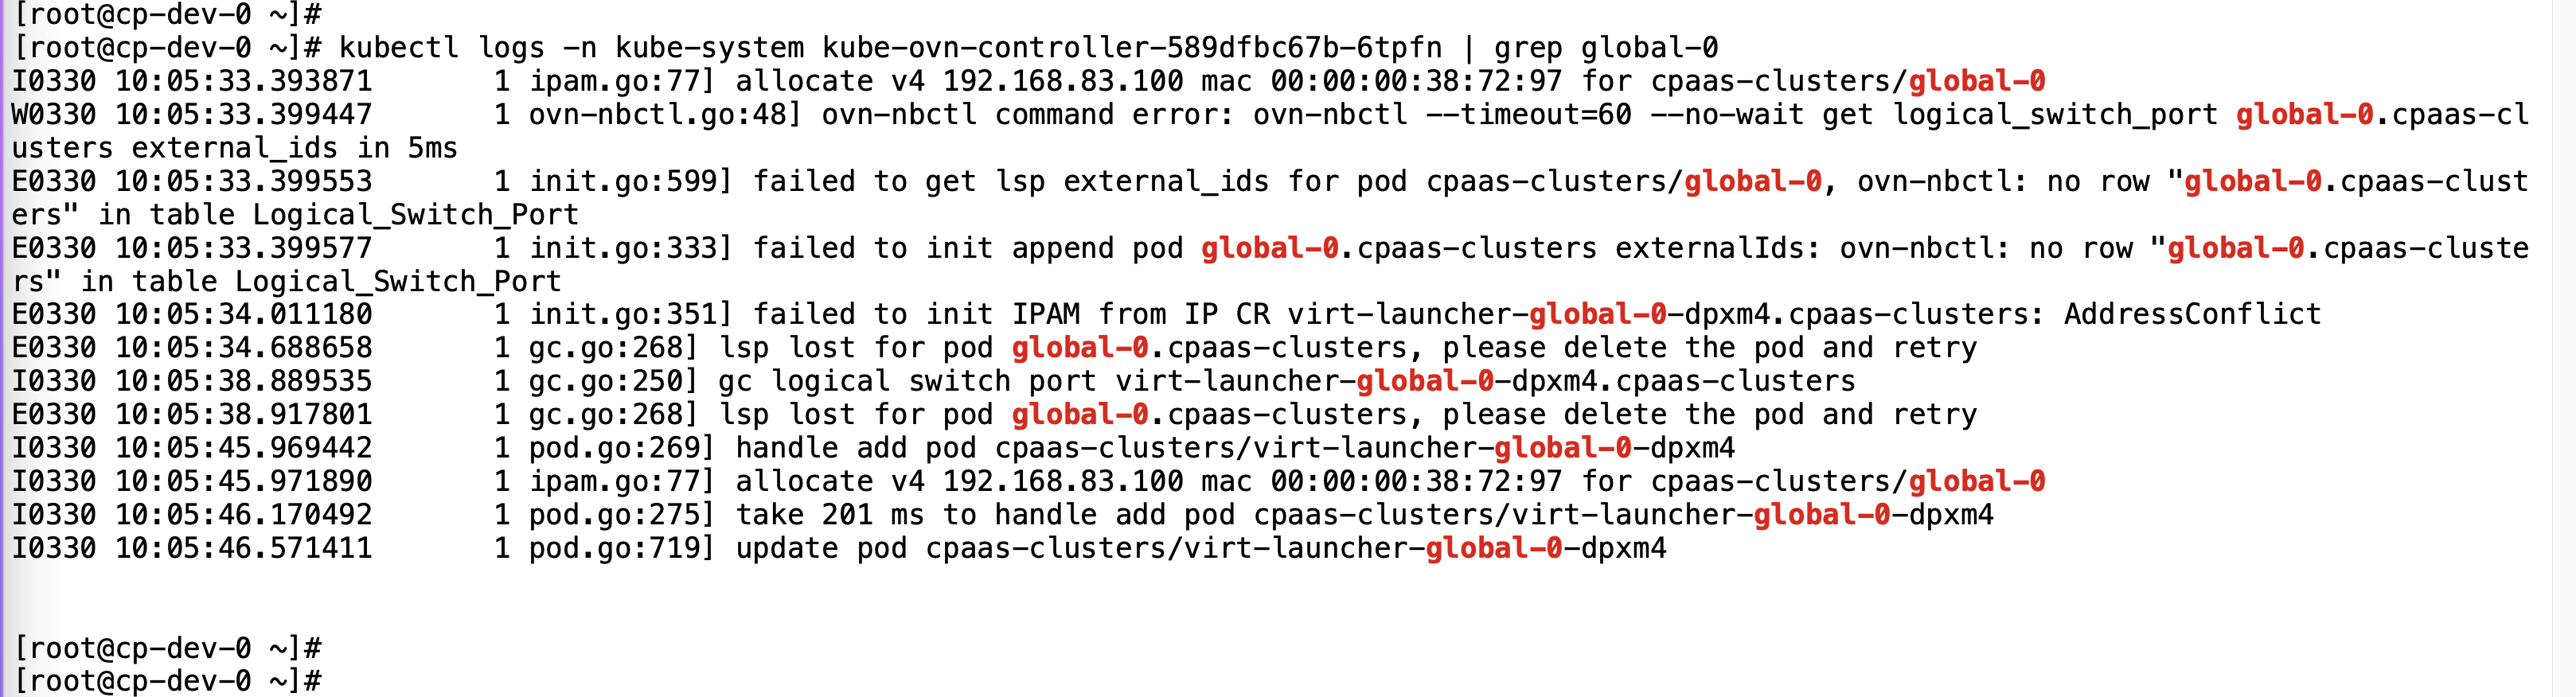 [root@cp-dev-0 ~]#
[root@cp-dev-0 ~]# kubectl logs -n kube-system kube-ovn-controller-589dfbc67b-6tpfn | grep global-0
I0330 10:05:33.393871       1 ipam.go:77] allocate v4 192.168.83.100 mac 00:00:00:38:72:97 for cpaas-clusters/global-0
W0330 10:05:33.399447       1 ovn-nbctl.go:48] ovn-nbctl command error: ovn-nbctl --timeout=60 --no-wait get logical_switch_port global-0.cpaas-cl
usters external_ids in 5ms
E0330 10:05:33.399553       1 init.go:599] failed to get lsp external_ids for pod cpaas-clusters/global-0, ovn-nbctl: no row "global-0.cpaas-clust
ers" in table Logical_Switch_Port
E0330 10:05:33.399577       1 init.go:333] failed to init append pod global-0.cpaas-clusters externalIds: ovn-nbctl: no row "global-0.cpaas-cluste
rs" in table Logical_Switch_Port
E0330 10:05:34.011180       1 init.go:351] failed to init IPAM from IP CR virt-launcher-global-0-dpxm4.cpaas-clusters: AddressConflict
E0330 10:05:34.688658       1 gc.go:268] lsp lost for pod global-0.cpaas-clusters, please delete the pod and retry
I0330 10:05:38.889535       1 gc.go:250] gc logical switch port virt-launcher-global-0-dpxm4.cpaas-clusters
E0330 10:05:38.917801       1 gc.go:268] lsp lost for pod global-0.cpaas-clusters, please delete the pod and retry
I0330 10:05:45.969442       1 pod.go:269] handle add pod cpaas-clusters/virt-launcher-global-0-dpxm4
I0330 10:05:45.971890       1 ipam.go:77] allocate v4 192.168.83.100 mac 00:00:00:38:72:97 for cpaas-clusters/global-0
I0330 10:05:46.170492       1 pod.go:275] take 201 ms to handle add pod cpaas-clusters/virt-launcher-global-0-dpxm4
I0330 10:05:46.571411       1 pod.go:719] update pod cpaas-clusters/virt-launcher-global-0-dpxm4
[root@cp-dev-0 ~]#
[root@cp-dev-0 ~]#